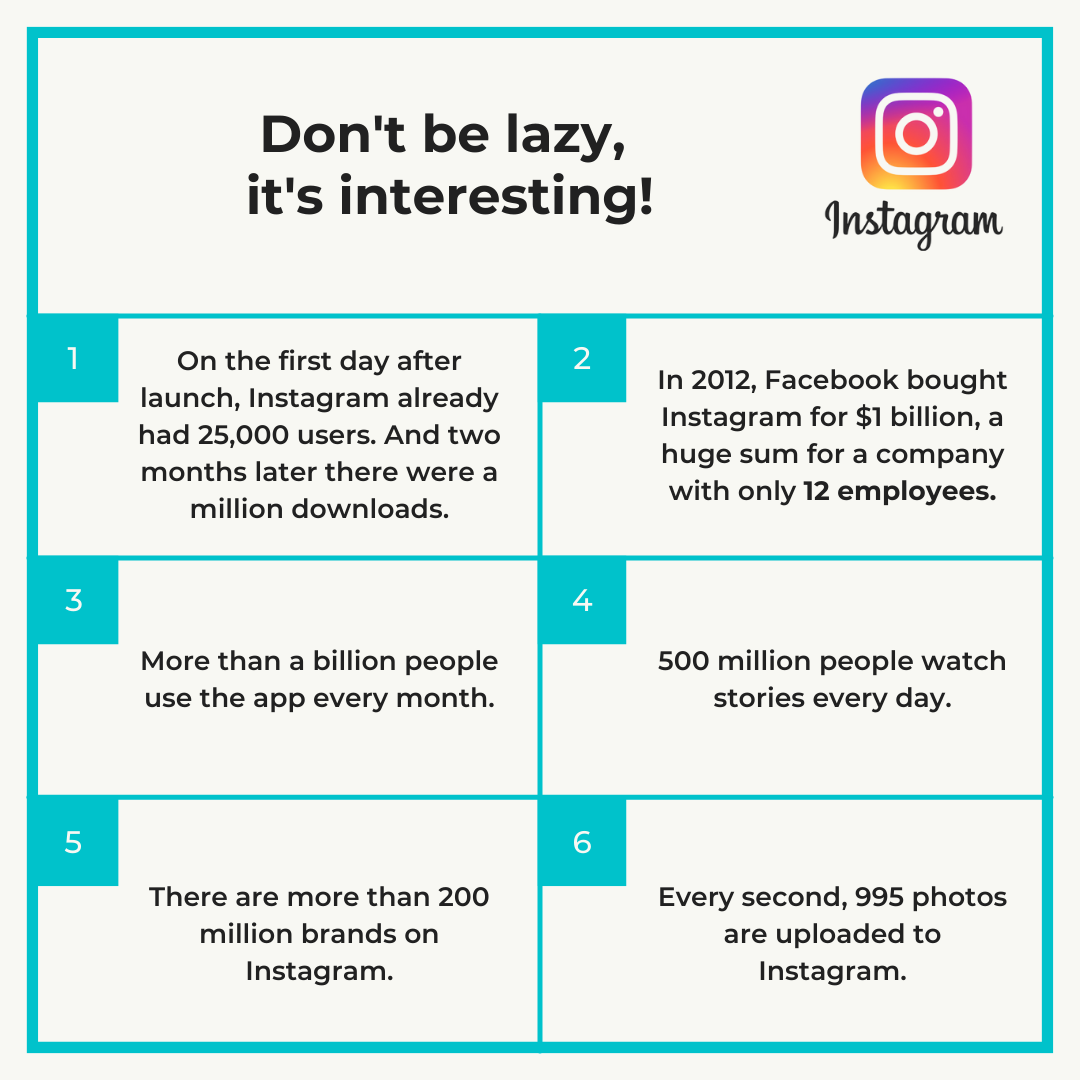 Don't be lazy,
it's interesting!
Instagram
1
On the first day after
launch, Instagram already
had 25,000 users. And two
months later there were a
million downloads.
2
In 2012, Facebook bought
Instagram for $1 billion, a
huge sum for a company
with only 12 employees.
3
More than a billion people
use the app every month.
4
500 million people watch
stories every day.
5
There are more than 200
million brands on
Instagram.
6
Every second, 995 photos
are uploaded to
Instagram.